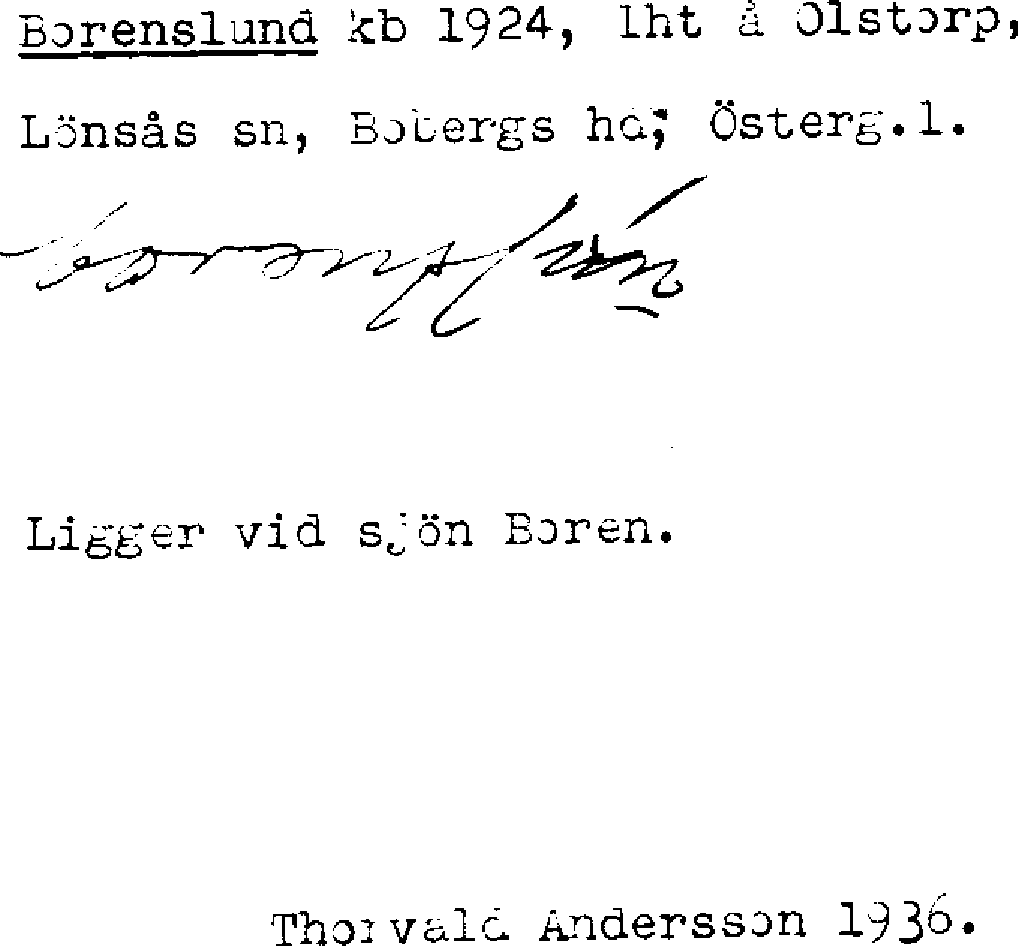 Borenslund kb 1924, lht å Olstorp,
Lönsås sn, Bobergs hd, Österg.l.
Ligger vid sjön Boren.
Thorvald Andersson 1936.